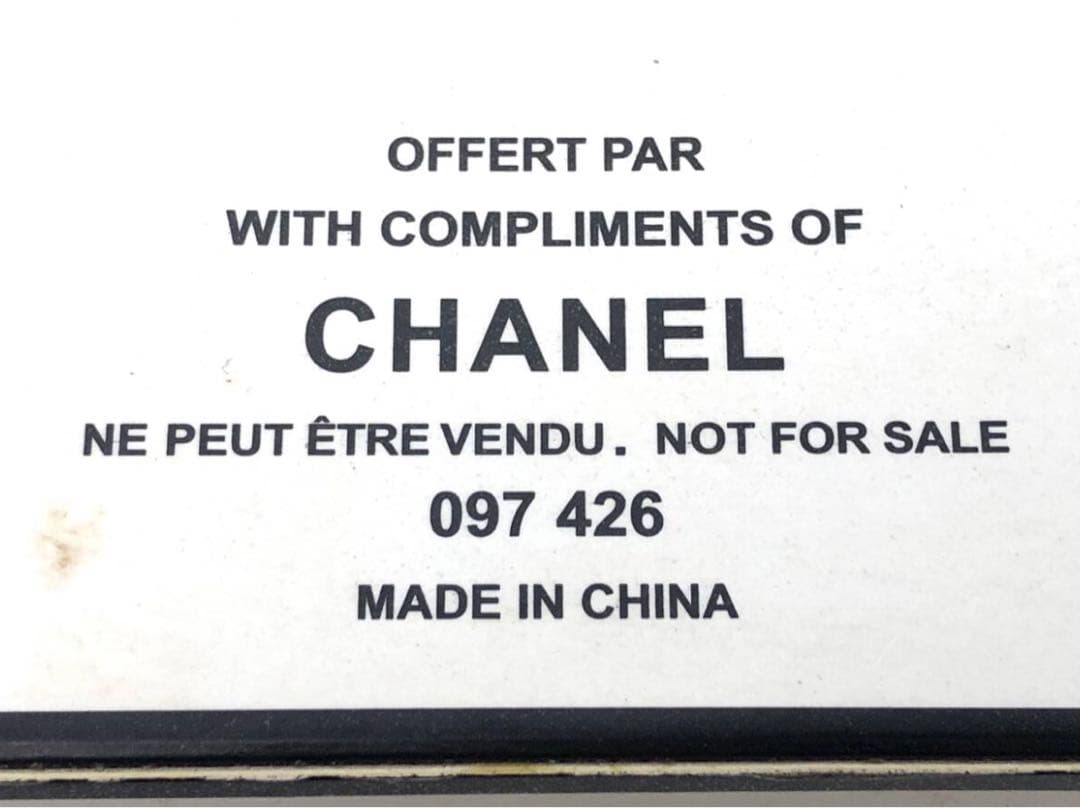 OFFERT PAR
WITH COMPLIMENTS OF
CHANEL
NE PEUT ÊTRE VENDU. NOT FOR SALE
097 426
MADE IN CHINA